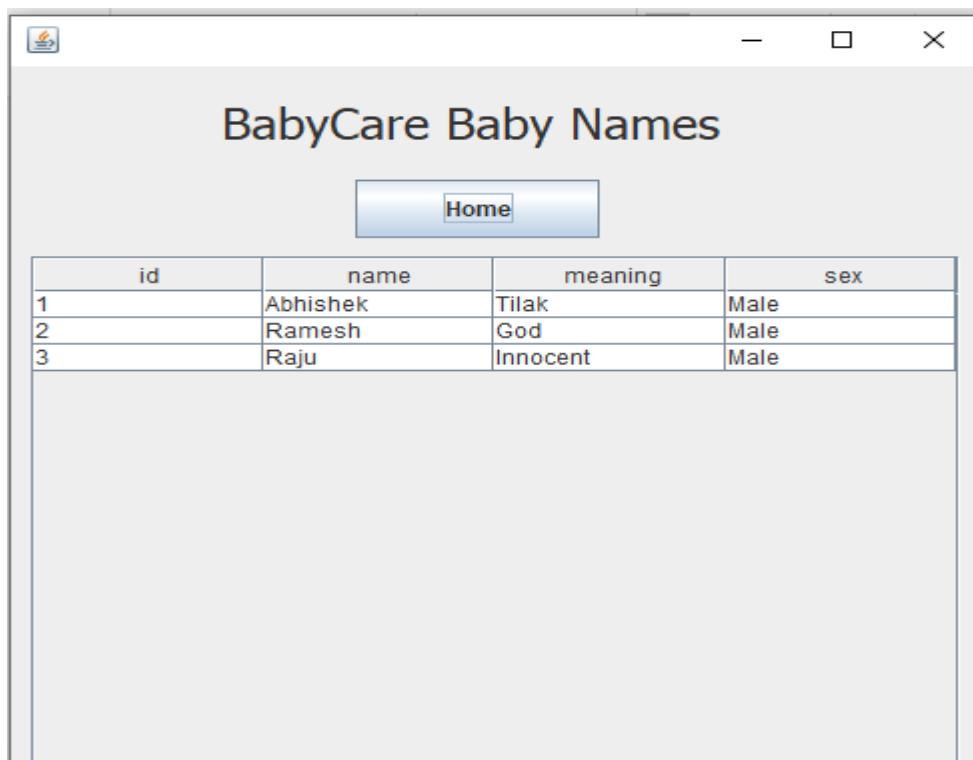 BabyCare Baby Names
Home
id name meaning sex
1 Abhishek Tilak Male
2 Ramesh God Male
3 Raju Innocent Male